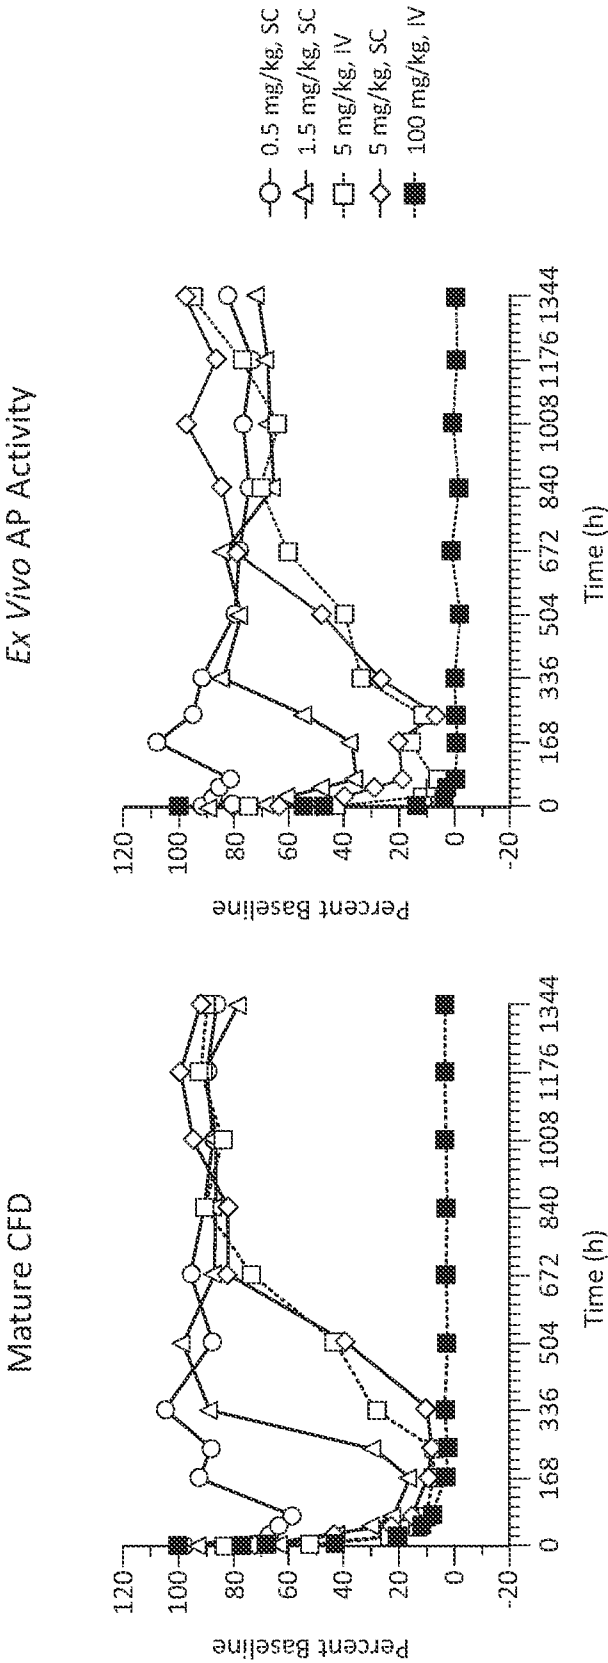 Mature CFD
Percent Baseline
120
100
80
60
40
20
0
-20
0 168 336 504 672 840 1008 1176 1344
Time (h)
Ex Vivo AP Activity
Percent Baseline
120
100
80
60
40
20
0
-20
0 168 336 504 672 840 1008 1176 1344
Time (h)
0.5 mg/kg, SC
1.5 mg/kg, SC
5 mg/kg, IV
5 mg/kg, SC
100 mg/kg, IV